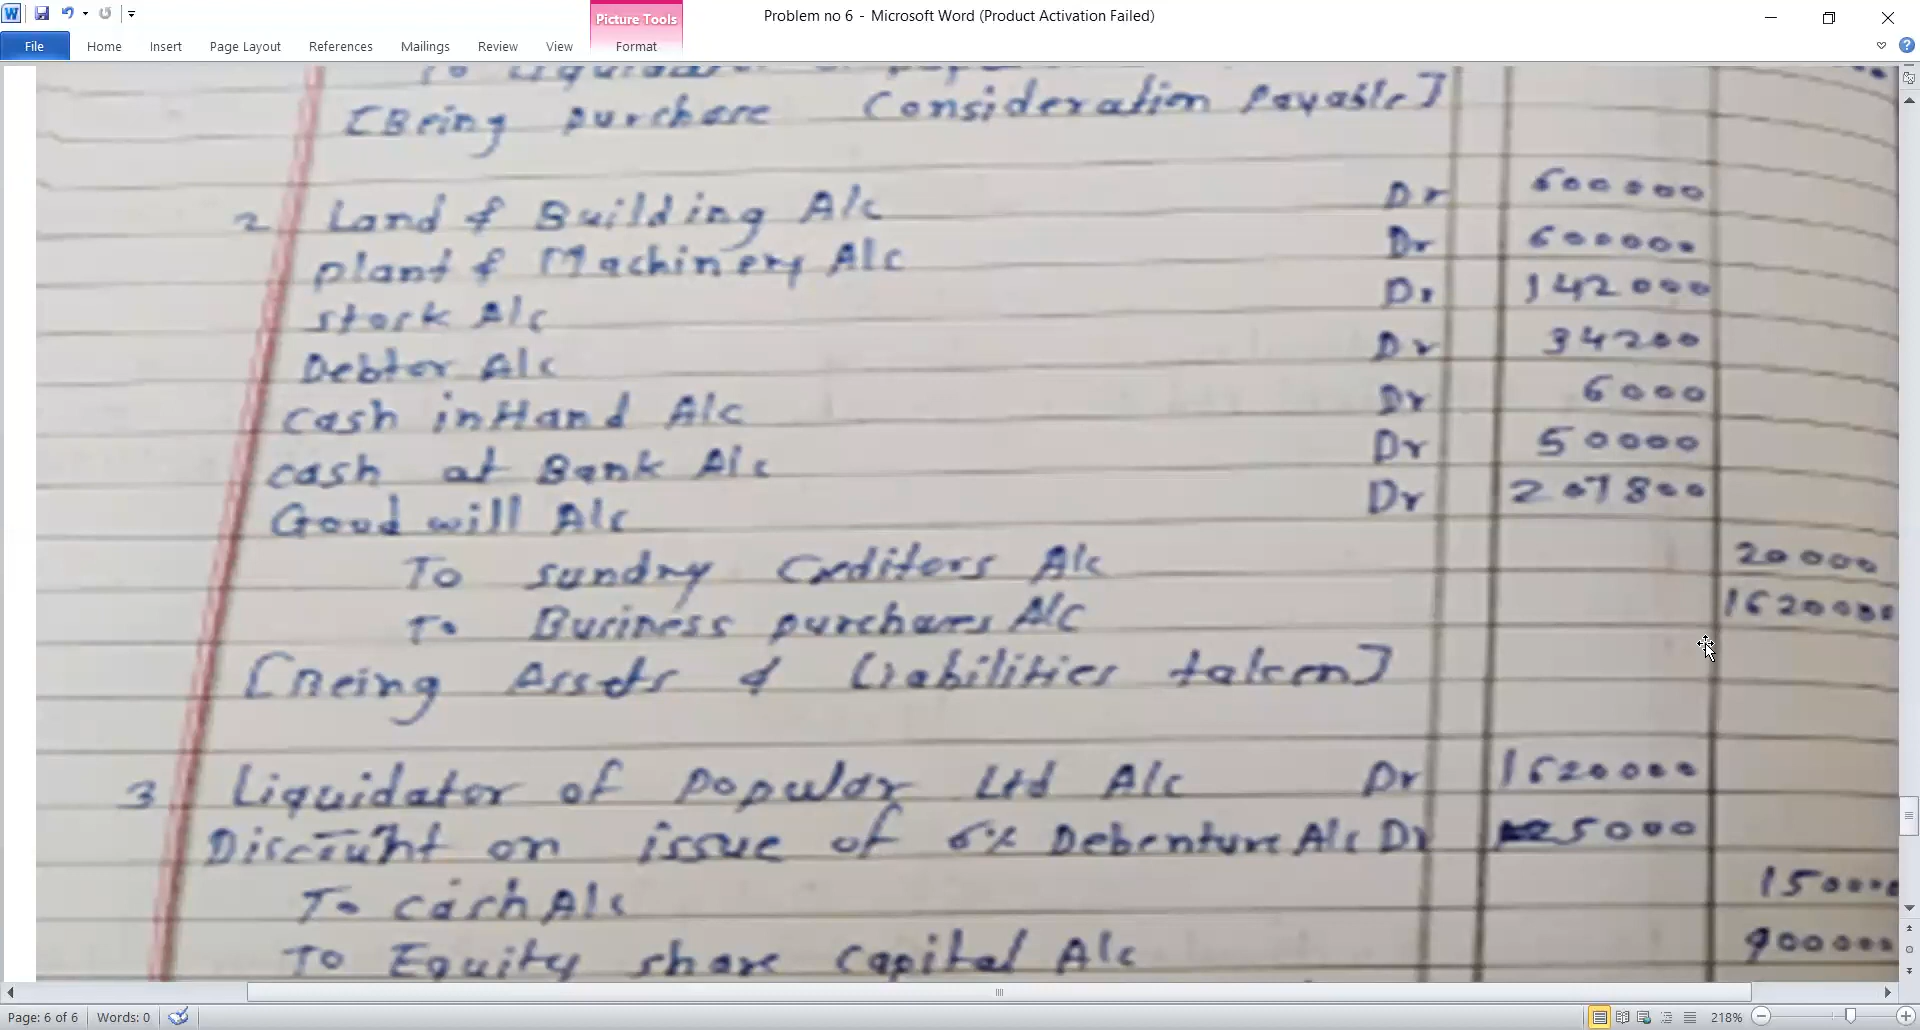 Picture Tools
Problem no 6 - Microsoft Word (Product Activation Failed)
File Home Insert Page Layout References Mailings Review View Format
[Being purchase Consideration Payable]
2 Land & Building A/c Dr 600000
plant & Machinery A/c Dr 600000
stock A/c Dr 142000
Debtor A/c Dr 34200
cash in Hand A/c Dr 6000
cash at Bank A/c Dr 50000
Good will A/c Dr 207800
To sundry Creditors A/c 20000
To Business purchases A/c 1620000
[Being Assets & Liabilities taken]
3 Liquidator of Popular Ltd A/c Dr 1620000
Discount on issue of 6% Debenture A/c Dr 5000
To cash A/c 150000
To Equity share capital A/c 900000
Page: 6 of 6 Words: 0 218%